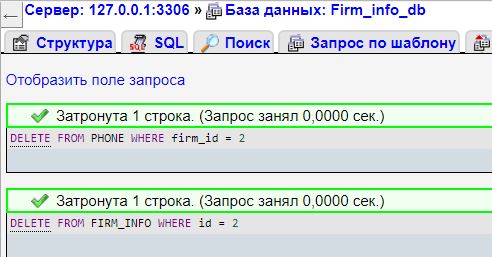 ← Сервер: 127.0.0.1:3306 » База данных: Firm_info_db
Структура SQL Поиск Запрос по шаблону
Отобразить поле запроса
Затронута 1 строка. (Запрос занял 0,0000 сек.)
DELETE FROM PHONE WHERE firm_id = 2
Затронута 1 строка. (Запрос занял 0,0000 сек.)
DELETE FROM FIRM_INFO WHERE id = 2